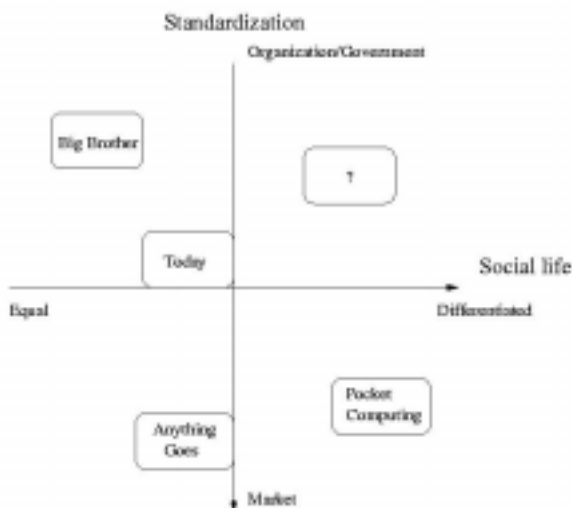 Standardization
Organization/Government
Big Brother
?
Today
Social life
Equal
Differentiated
Pocket
Computing
Anything
Goes
Market